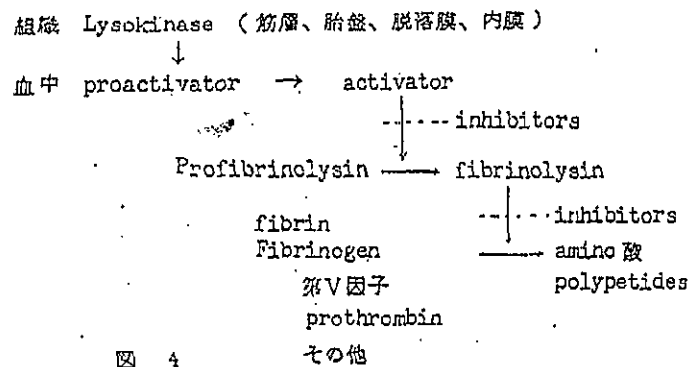 組織 Lysokinase （筋層、胎盤、脱落膜、内膜）
↓
血中 proactivator → activator
inhibitors
Profibrinolysin → fibrinolysin
inhibitors
fibrin
Fibrinogen → amino 酸
第V因子 polypetides
prothrombin
図 4 その他